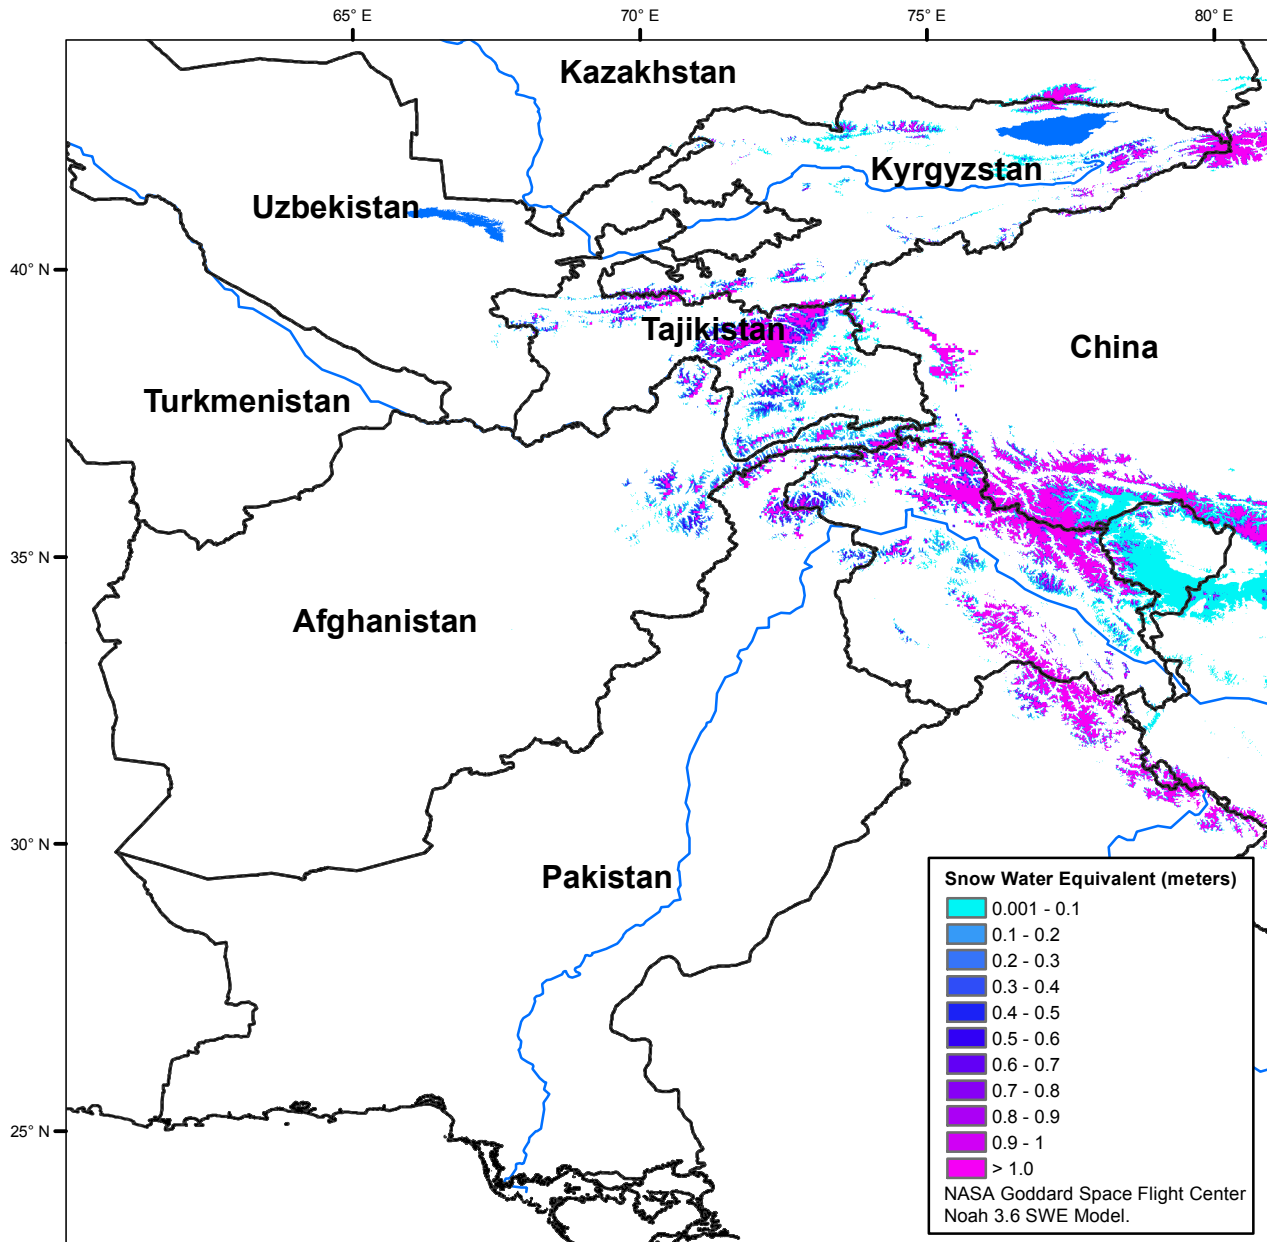 65° E
70° E
75° E
80° E
Kazakhstan
Kyrgyzstan
Uzbekistan
40° N
Tajikistan
China
Turkmenistan
35° N
Afghanistan
30° N
Pakistan
25° N
Snow Water Equivalent (meters)
0.001 - 0.1
0.1 - 0.2
0.2 - 0.3
0.3 - 0.4
0.4 - 0.5
0.5 - 0.6
0.6 - 0.7
0.7 - 0.8
0.8 - 0.9
0.9 - 1
> 1.0
NASA Goddard Space Flight Center
Noah 3.6 SWE Model.